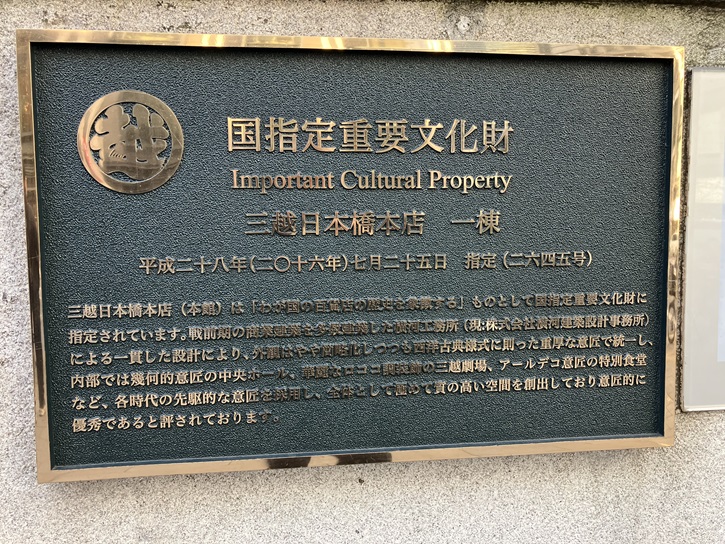 越
国指定重要文化財
Important Cultural Property
三越日本橋本店 一棟
平成二十八年(二〇十六年)七月二十五日 指定(二六四五号)
三越日本橋本店(本館)は「わが国の百貨店の歴史を象徴する」ものとして国指定重要文化財に
指定されています。戦前期の商業建築を多数建築した横河工務所(現:株式会社横河建築設計事務所)
による一貫した設計により、外観はやや簡略化しつつも西洋古典様式に則った重厚な意匠で統一し、
内部では幾何的意匠の中央ホール、華麗なロココ調装飾の三越劇場、アールデコ意匠の特別食堂
など、各時代の先駆的な意匠を採用し、全体として極めて質の高い空間を創出しており意匠的に
優秀であると評されております。